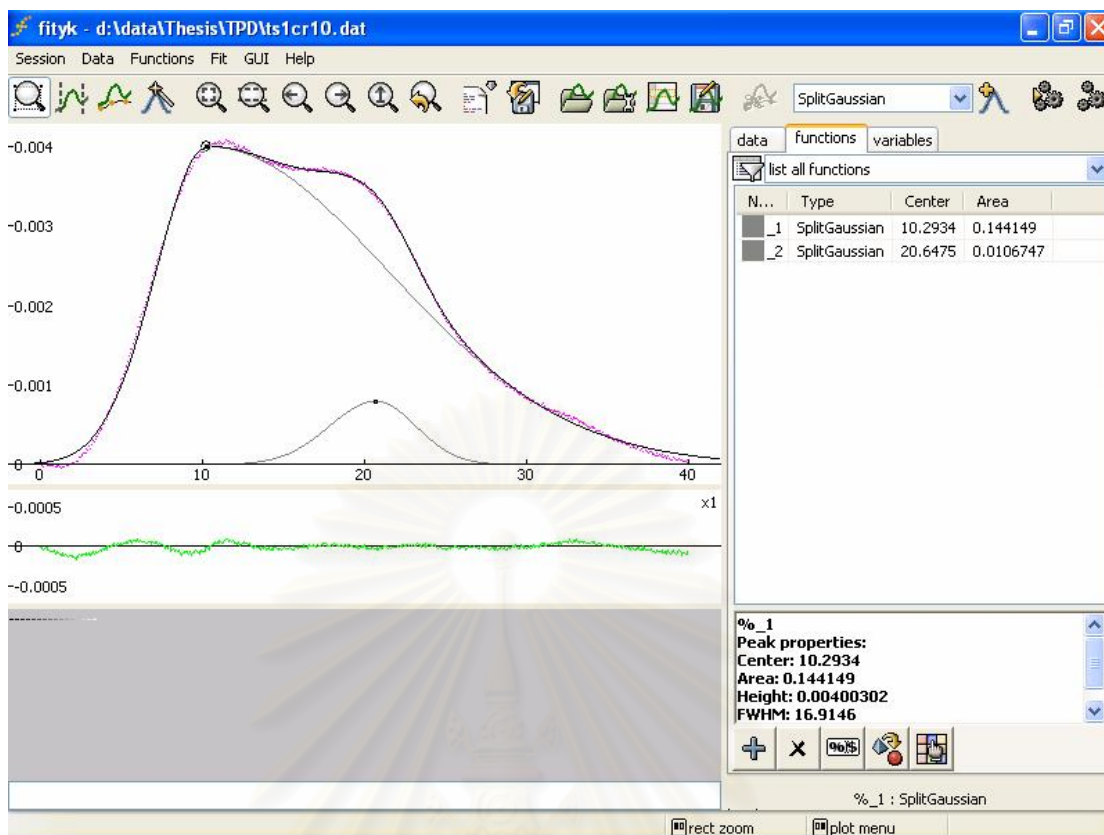 fityk - d:\data\Thesis\TPD\ts1cr10.dat
Session Data Functions Fit GUI Help
SplitGaussian
data functions variables
list all functions
N... Type Center Area
_1 SplitGaussian 10.2934 0.144149
_2 SplitGaussian 20.6475 0.0106747
-0.004
-0.003
-0.002
-0.001
0
0 10 20 30 40
x1
-0.0005
0
--0.0005
%_1
Peak properties:
Center: 10.2934
Area: 0.144149
Height: 0.00400302
FWHM: 16.9146
%_1 : SplitGaussian
rect zoom plot menu